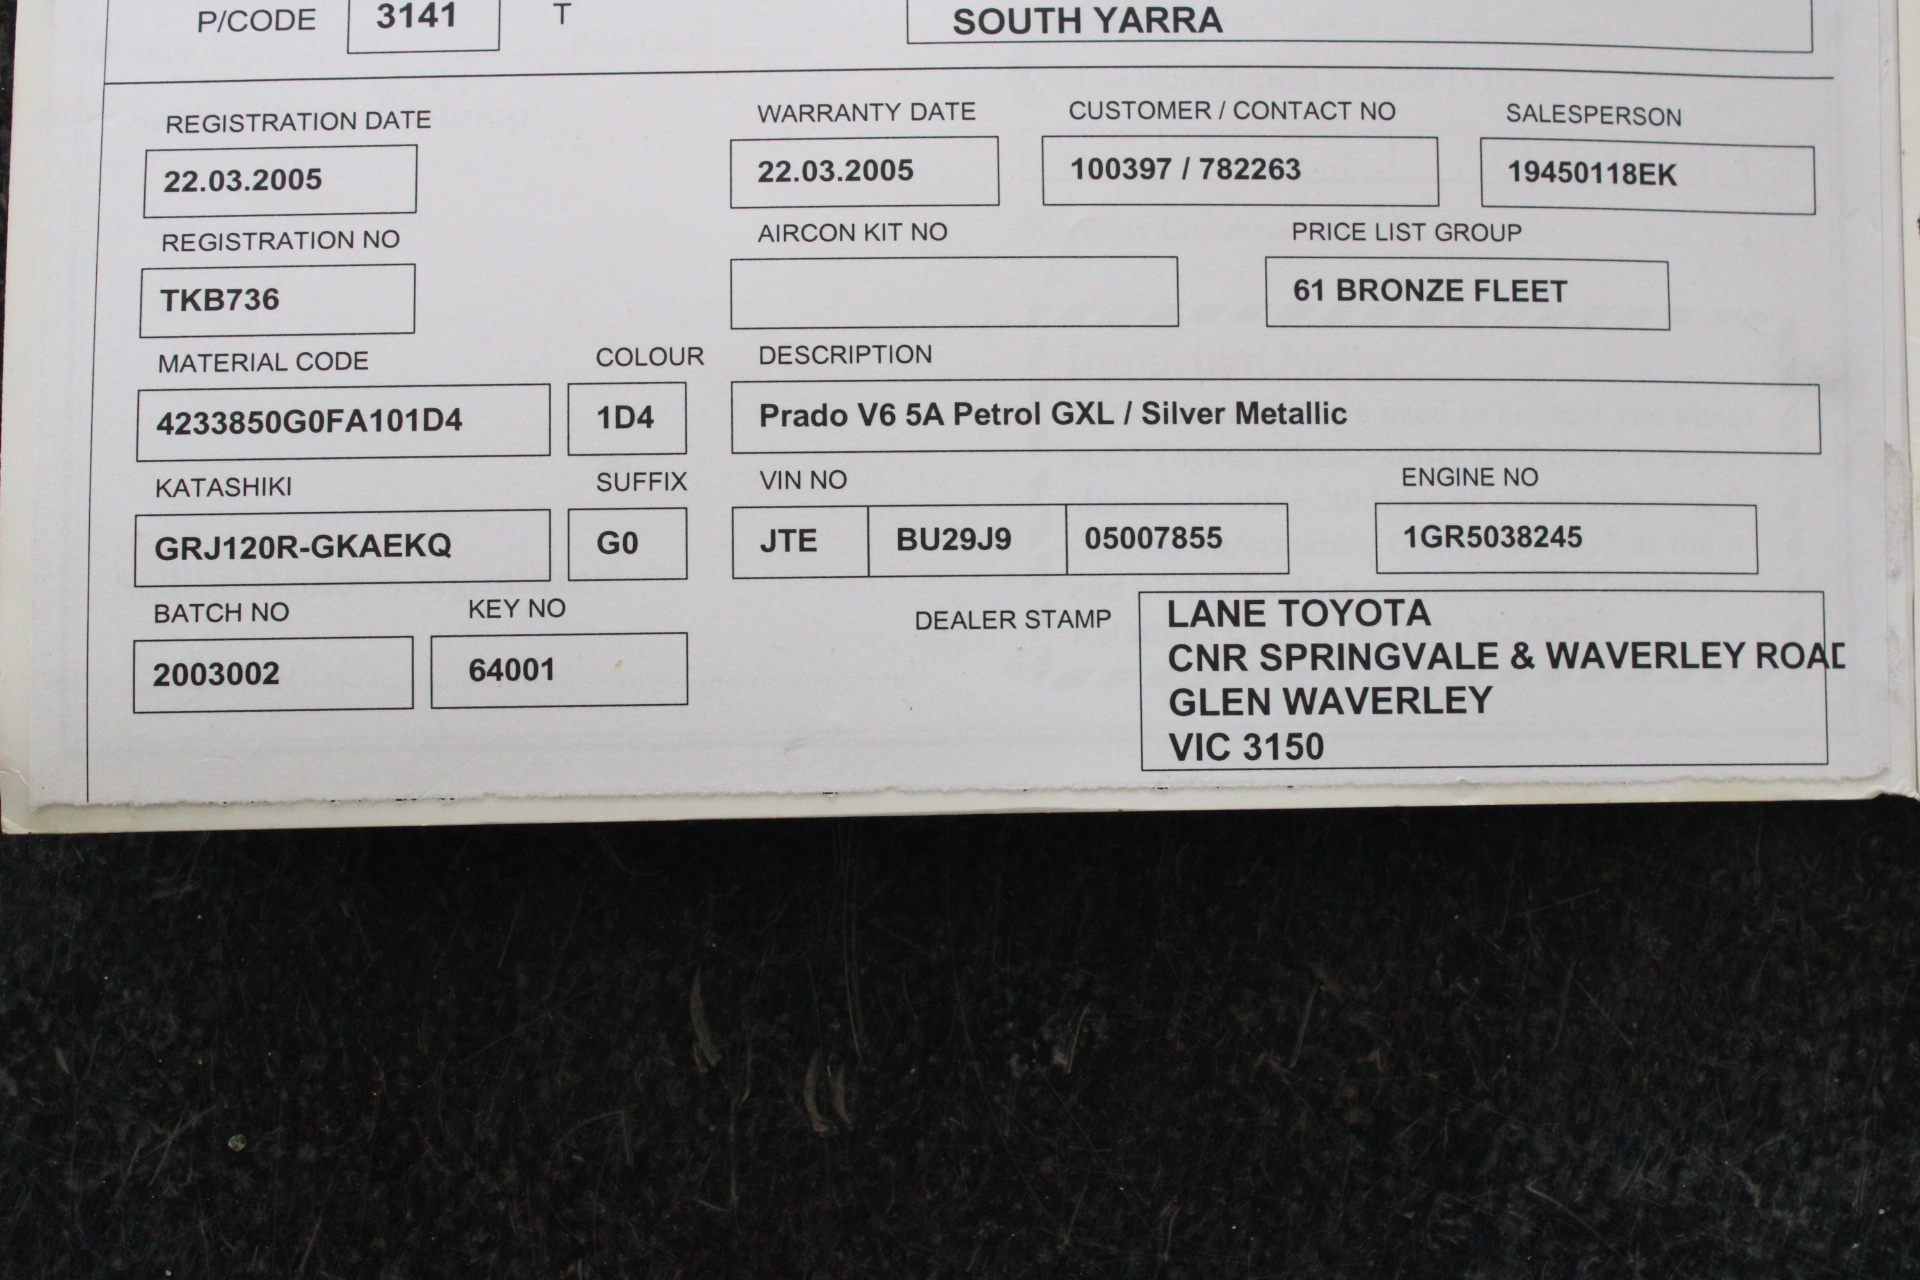 P/CODE 3141 T SOUTH YARRA
REGISTRATION DATE WARRANTY DATE CUSTOMER / CONTACT NO SALESPERSON
22.03.2005 22.03.2005 100397 / 782263 19450118EK
REGISTRATION NO AIRCON KIT NO PRICE LIST GROUP
TKB736 61 BRONZE FLEET
MATERIAL CODE COLOUR DESCRIPTION
4233850G0FA101D4 1D4 Prado V6 5A Petrol GXL / Silver Metallic
KATASHIKI SUFFIX VIN NO ENGINE NO
GRJ120R-GKAEKQ G0 JTE BU29J9 05007855 1GR5038245
BATCH NO KEY NO DEALER STAMP
2003002 64001
LANE TOYOTA
CNR SPRINGVALE & WAVERLEY ROAD
GLEN WAVERLEY
VIC 3150